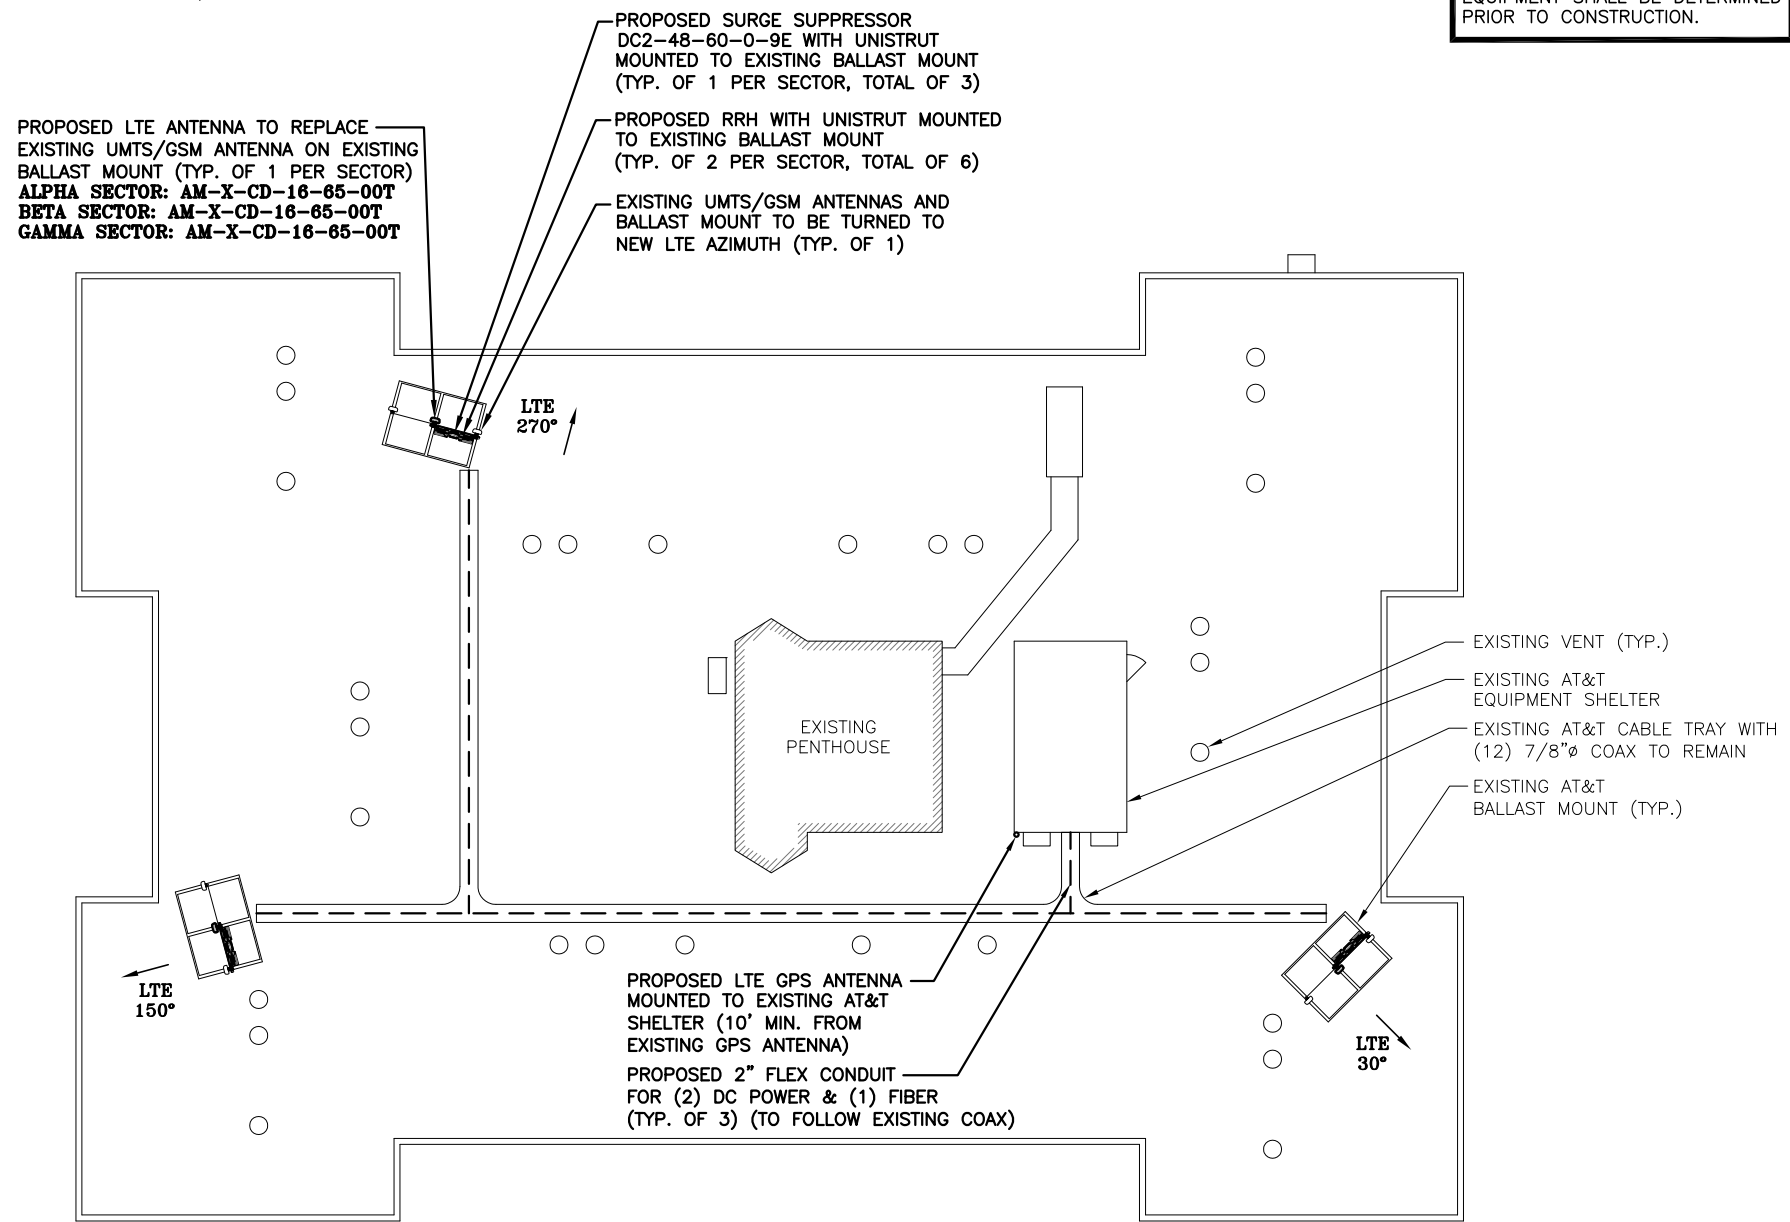 EQUIPMENT SHALL BE DETERMINED
PRIOR TO CONSTRUCTION.
PROPOSED SURGE SUPPRESSOR
DC2-48-60-0-9E WITH UNISTRUT
MOUNTED TO EXISTING BALLAST MOUNT
(TYP. OF 1 PER SECTOR, TOTAL OF 3)
PROPOSED RRH WITH UNISTRUT MOUNTED
TO EXISTING BALLAST MOUNT
(TYP. OF 2 PER SECTOR, TOTAL OF 6)
EXISTING UMTS/GSM ANTENNAS AND
BALLAST MOUNT TO BE TURNED TO
NEW LTE AZIMUTH (TYP. OF 1)
PROPOSED LTE ANTENNA TO REPLACE
EXISTING UMTS/GSM ANTENNA ON EXISTING
BALLAST MOUNT (TYP. OF 1 PER SECTOR)
ALPHA SECTOR: AM-X-CD-16-65-00T
BETA SECTOR: AM-X-CD-16-65-00T
GAMMA SECTOR: AM-X-CD-16-65-00T
LTE
270°
EXISTING
PENTHOUSE
EXISTING VENT (TYP.)
EXISTING AT&T
EQUIPMENT SHELTER
EXISTING AT&T CABLE TRAY WITH
(12) 7/8"ø COAX TO REMAIN
EXISTING AT&T
BALLAST MOUNT (TYP.)
LTE
150°
PROPOSED LTE GPS ANTENNA
MOUNTED TO EXISTING AT&T
SHELTER (10' MIN. FROM
EXISTING GPS ANTENNA)
PROPOSED 2" FLEX CONDUIT
FOR (2) DC POWER & (1) FIBER
(TYP. OF 3) (TO FOLLOW EXISTING COAX)
LTE
30°